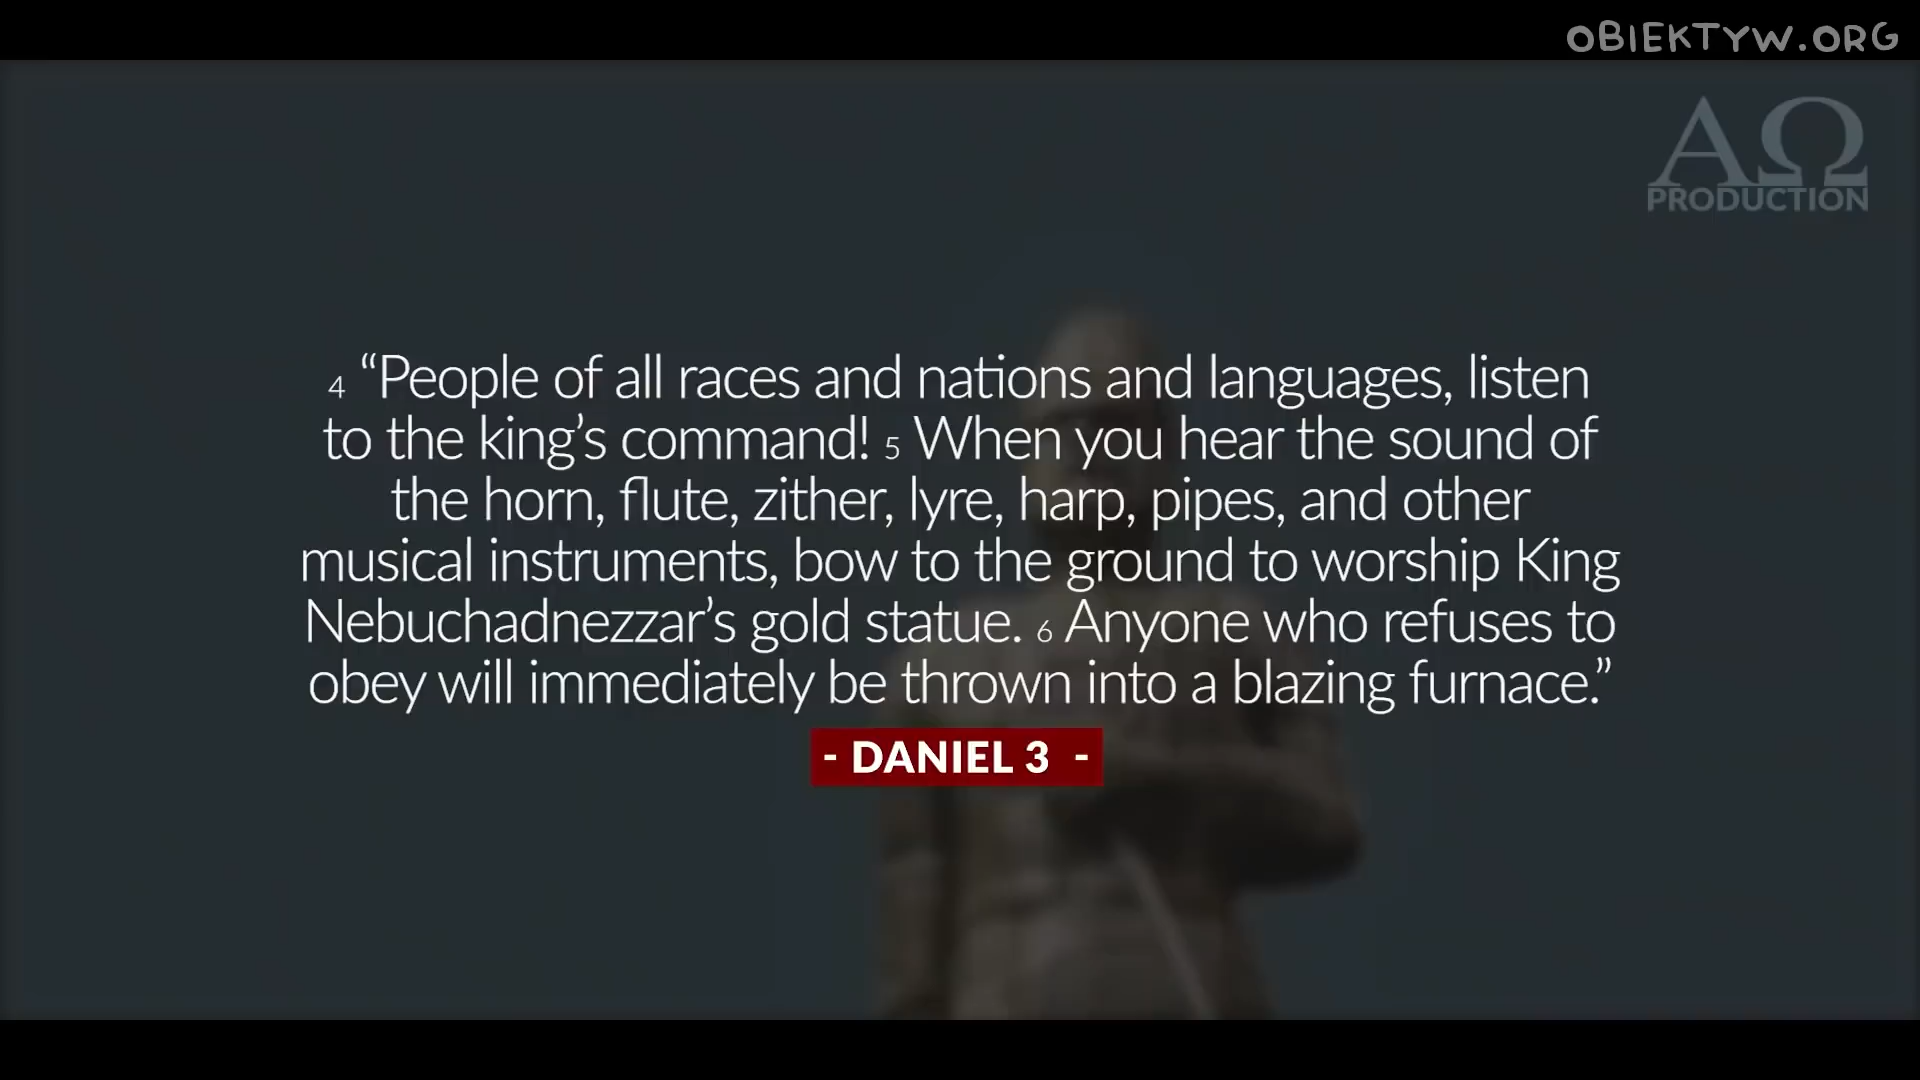 OBIEKTYW.ORG
ΑΩ
PRODUCTION
4 “People of all races and nations and languages, listen
to the king’s command! 5 When you hear the sound of
the horn, flute, zither, lyre, harp, pipes, and other
musical instruments, bow to the ground to worship King
Nebuchadnezzar’s gold statue. 6 Anyone who refuses to
obey will immediately be thrown into a blazing furnace.”
- DANIEL 3 -